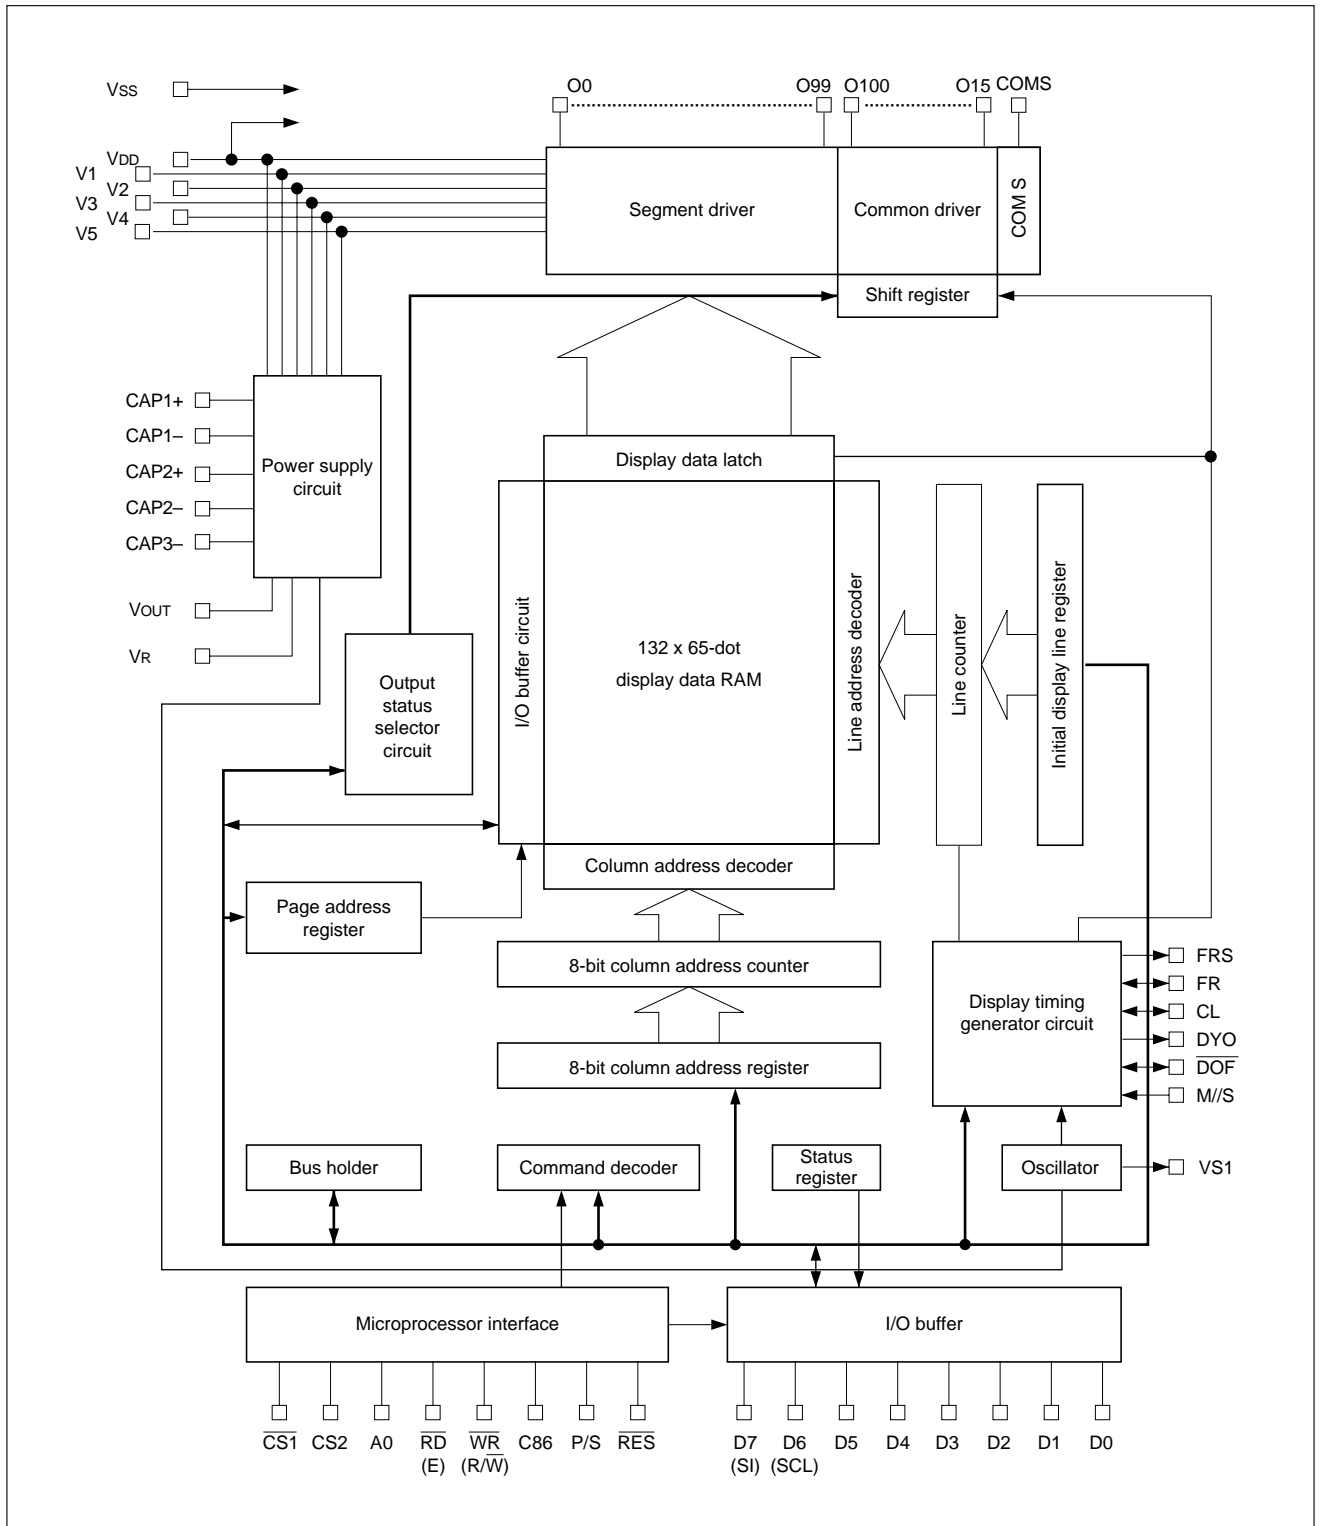 VSS
O0
O99
O100
O15
COMS
VDD
V1
V2
V3
V4
V5
Segment driver
Common driver
COM S
Shift register
CAP1+
CAP1–
CAP2+
CAP2–
CAP3–
Power supply
circuit
VOUT
VR
Display data latch
I/O buffer circuit
132 x 65-dot
display data RAM
Line address decoder
Line counter
Initial display line register
Output
status
selector
circuit
Column address decoder
Page address
register
8-bit column address counter
8-bit column address register
Display timing
generator circuit
FRS
FR
CL
DYO
D̅O̅F̅
M//S
Bus holder
Command decoder
Status
register
Oscillator
VS1
Microprocessor interface
I/O buffer
C̅S̅1̅
CS2
A0
R̅D̅
(E)
W̅R̅
(R/W̅)
C86
P/S
R̅E̅S̅
D7
(SI)
D6
(SCL)
D5
D4
D3
D2
D1
D0